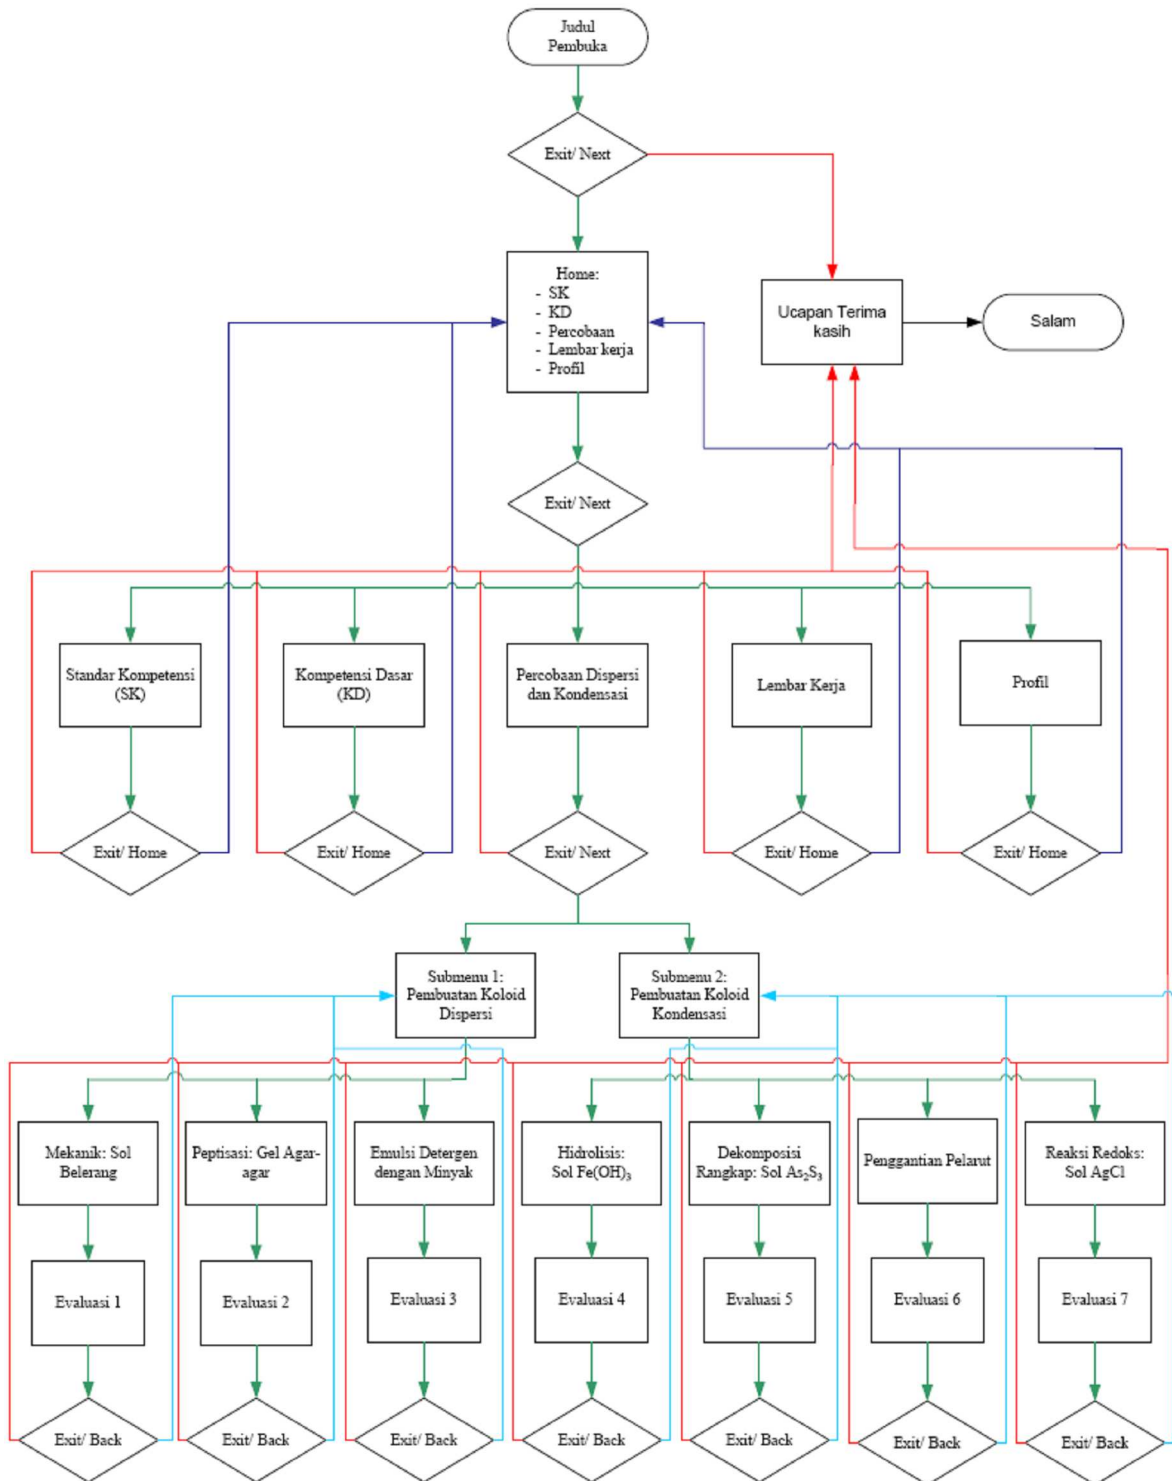 Judul
Pembuka
Exit/ Next
Home:
- SK
- KD
- Percobaan
- Lembar kerja
- Profil
Ucapan Terima
kasih
Salam
Exit/ Next
Standar Kompetensi
(SK)
Kompetensi Dasar
(KD)
Percobaan Dispersi
dan Kondensasi
Lembar Kerja
Profil
Exit/ Home
Exit/ Home
Exit/ Next
Exit/ Home
Exit/ Home
Submenu 1:
Pembuatan Koloid
Dispersi
Submenu 2:
Pembuatan Koloid
Kondensasi
Mekanik: Sol
Belerang
Peptisasi: Gel Agar-
agar
Emulsi Detergen
dengan Minyak
Hidrolisis:
Sol Fe(OH)₃
Dekomposisi
Rangkap: Sol As₂S₃
Penggantian Pelarut
Reaksi Redoks:
Sol AgCl
Evaluasi 1
Evaluasi 2
Evaluasi 3
Evaluasi 4
Evaluasi 5
Evaluasi 6
Evaluasi 7
Exit/ Back
Exit/ Back
Exit/ Back
Exit/ Back
Exit/ Back
Exit/ Back
Exit/ Back